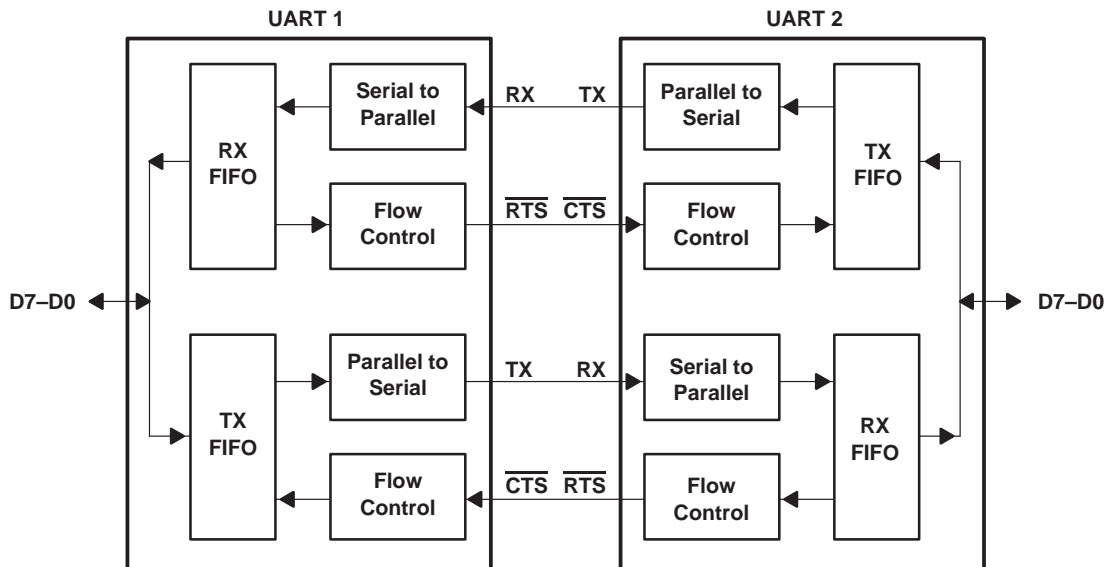 UART 1
UART 2
RX
FIFO
Serial to
Parallel
RX
TX
Parallel to
Serial
TX
FIFO
Flow
Control
RTS
CTS
Flow
Control
D7–D0
D7–D0
TX
FIFO
Parallel to
Serial
TX
RX
Serial to
Parallel
RX
FIFO
Flow
Control
CTS
RTS
Flow
Control